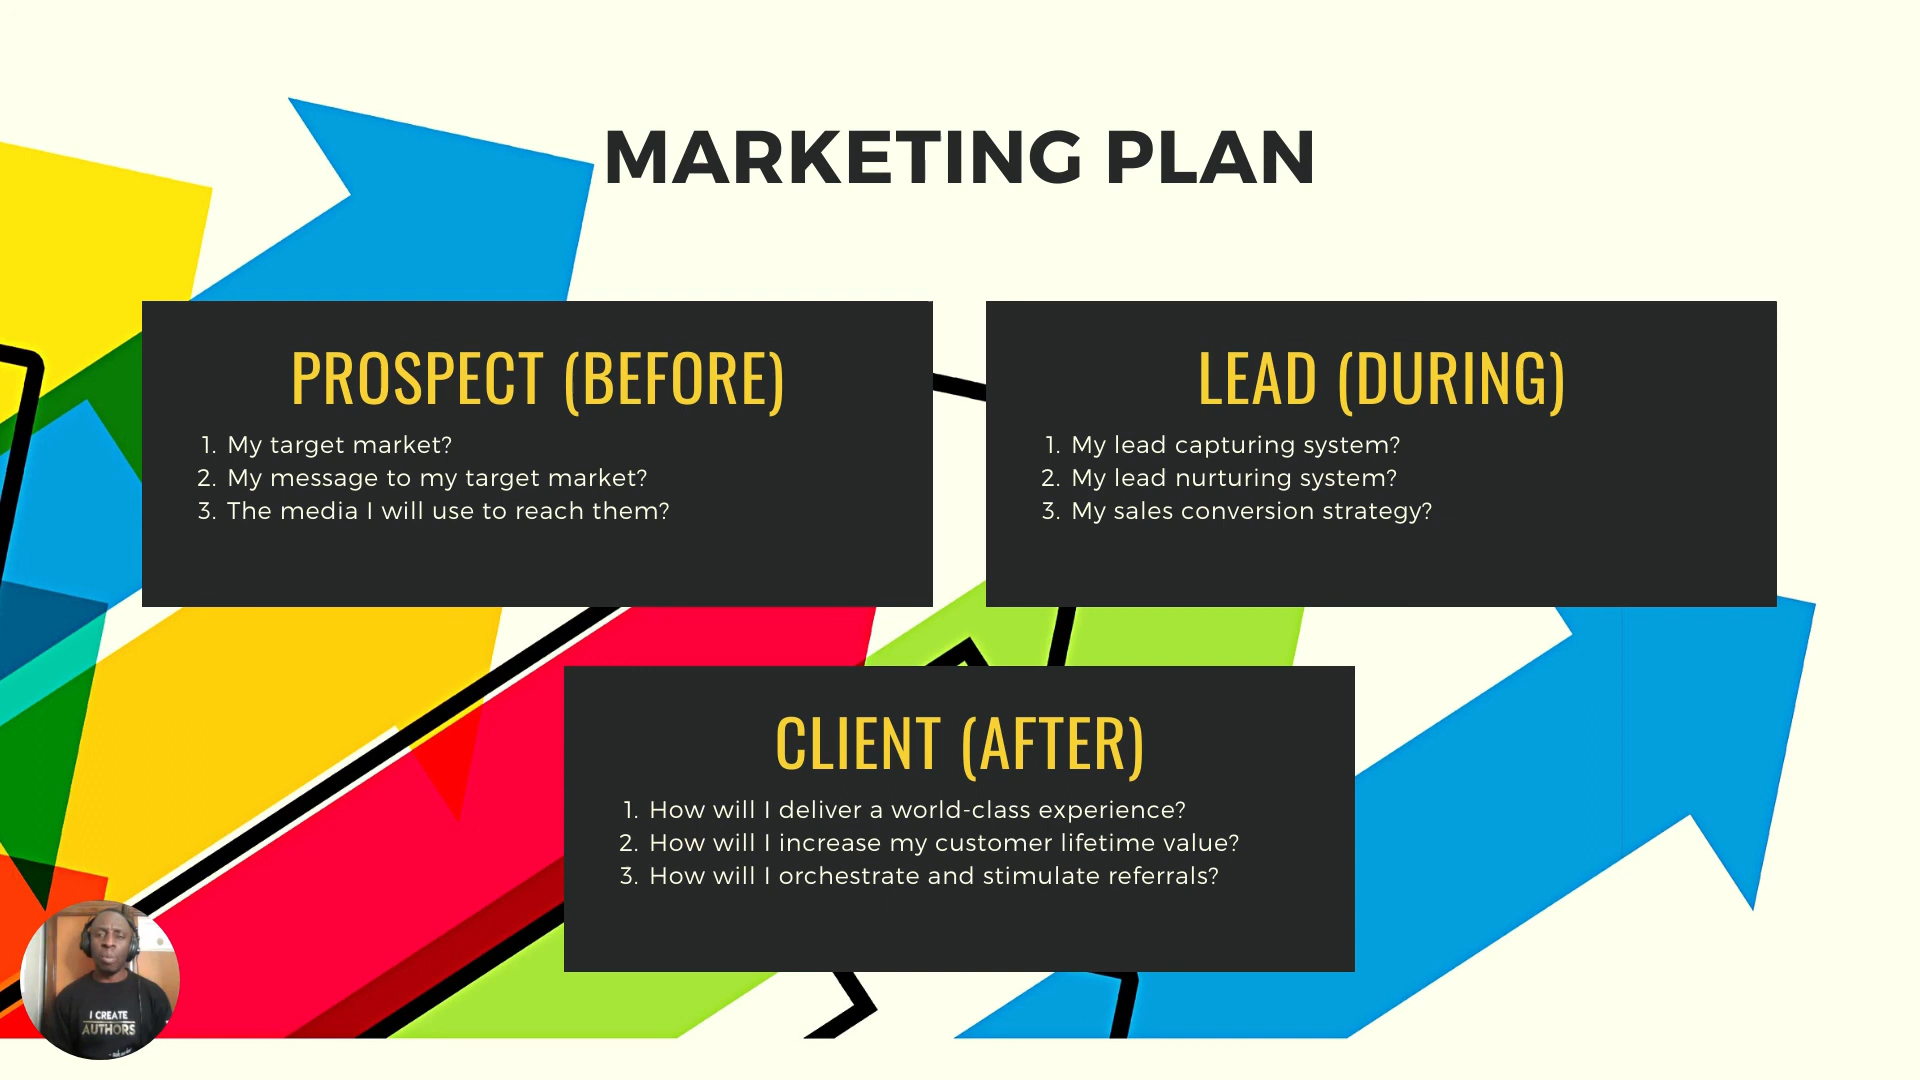 MARKETING PLAN
PROSPECT (BEFORE)
1. My target market?
2. My message to my target market?
3. The media I will use to reach them?
LEAD (DURING)
1. My lead capturing system?
2. My lead nurturing system?
3. My sales conversion strategy?
CLIENT (AFTER)
1. How will I deliver a world-class experience?
2. How will I increase my customer lifetime value?
3. How will I orchestrate and stimulate referrals?
I CREATE
AUTHORS